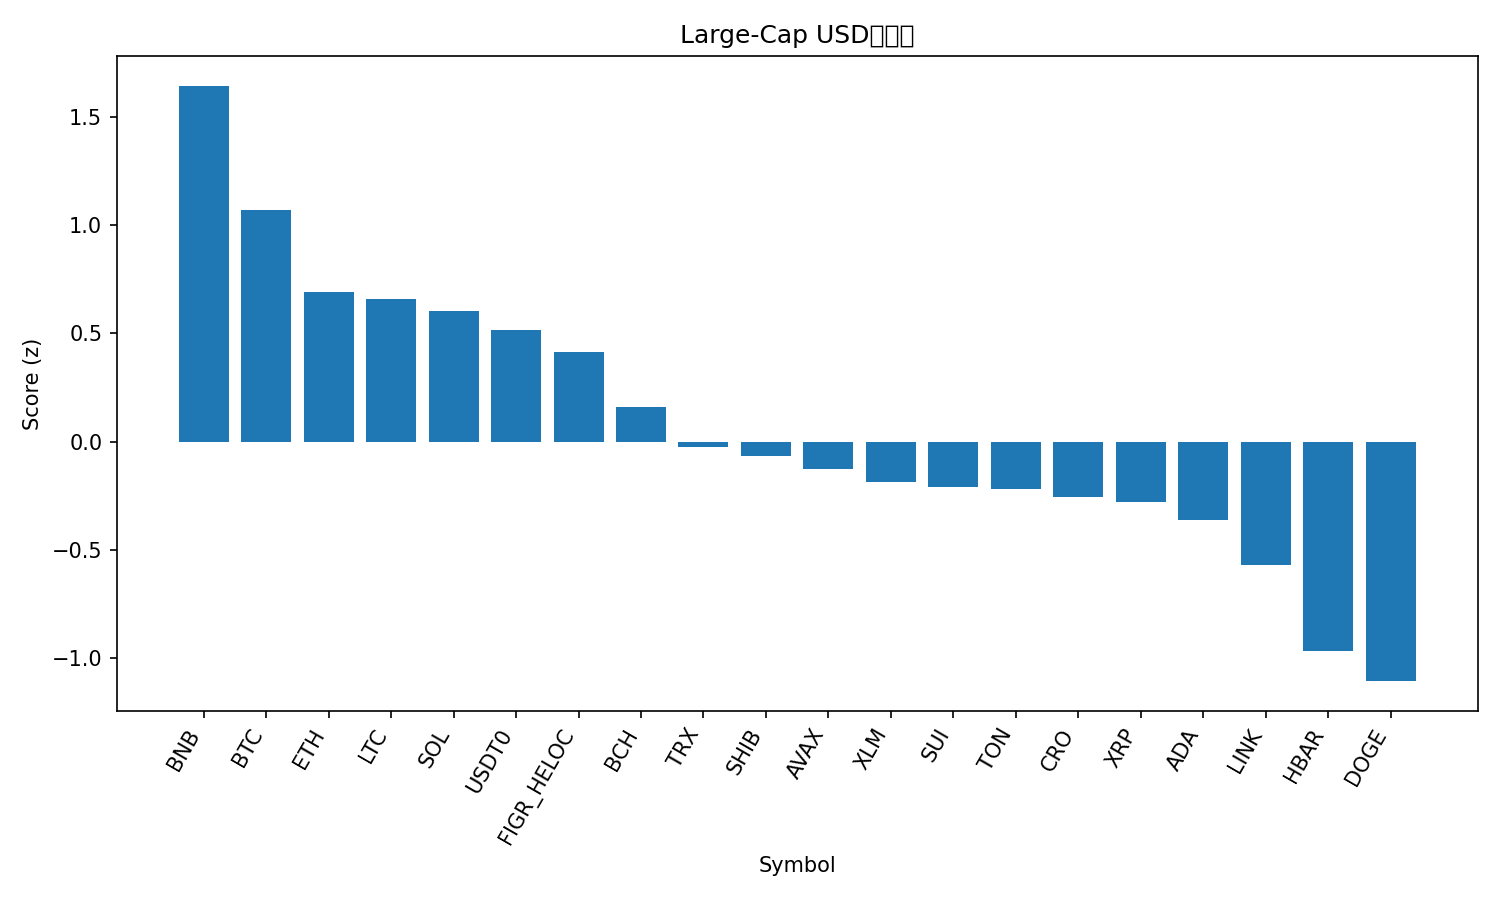 Large-Cap USD
Score (z)
1.5
1.0
0.5
0.0
−0.5
−1.0
BNB
BTC
ETH
LTC
SOL
USDT0
FIGR_HELOC
BCH
TRX
SHIB
AVAX
XLM
SUI
TON
CRO
XRP
ADA
LINK
HBAR
DOGE
Symbol